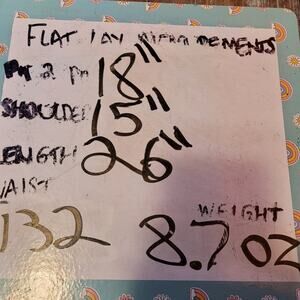 FLAT LAY MEASUREMENTS
Pit 2 Pit 18"
SHOULDER 15"
LENGTH 26"
WAIST
132
WEIGHT
8.7 oz